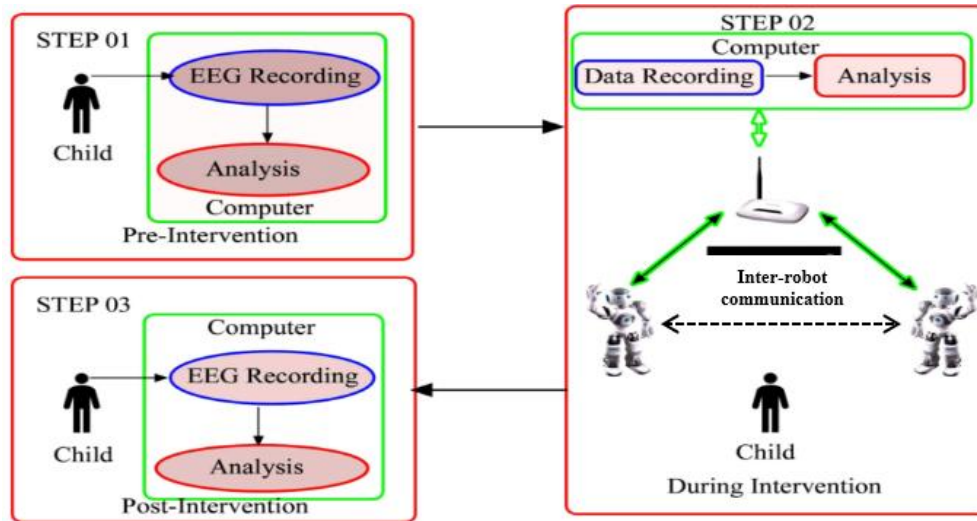 STEP 01
EEG Recording
Child
Analysis
Computer
Pre-Intervention
STEP 02
Computer
Data Recording
Analysis
Inter-robot
communication
Child
During Intervention
STEP 03
Computer
EEG Recording
Child
Analysis
Post-Intervention